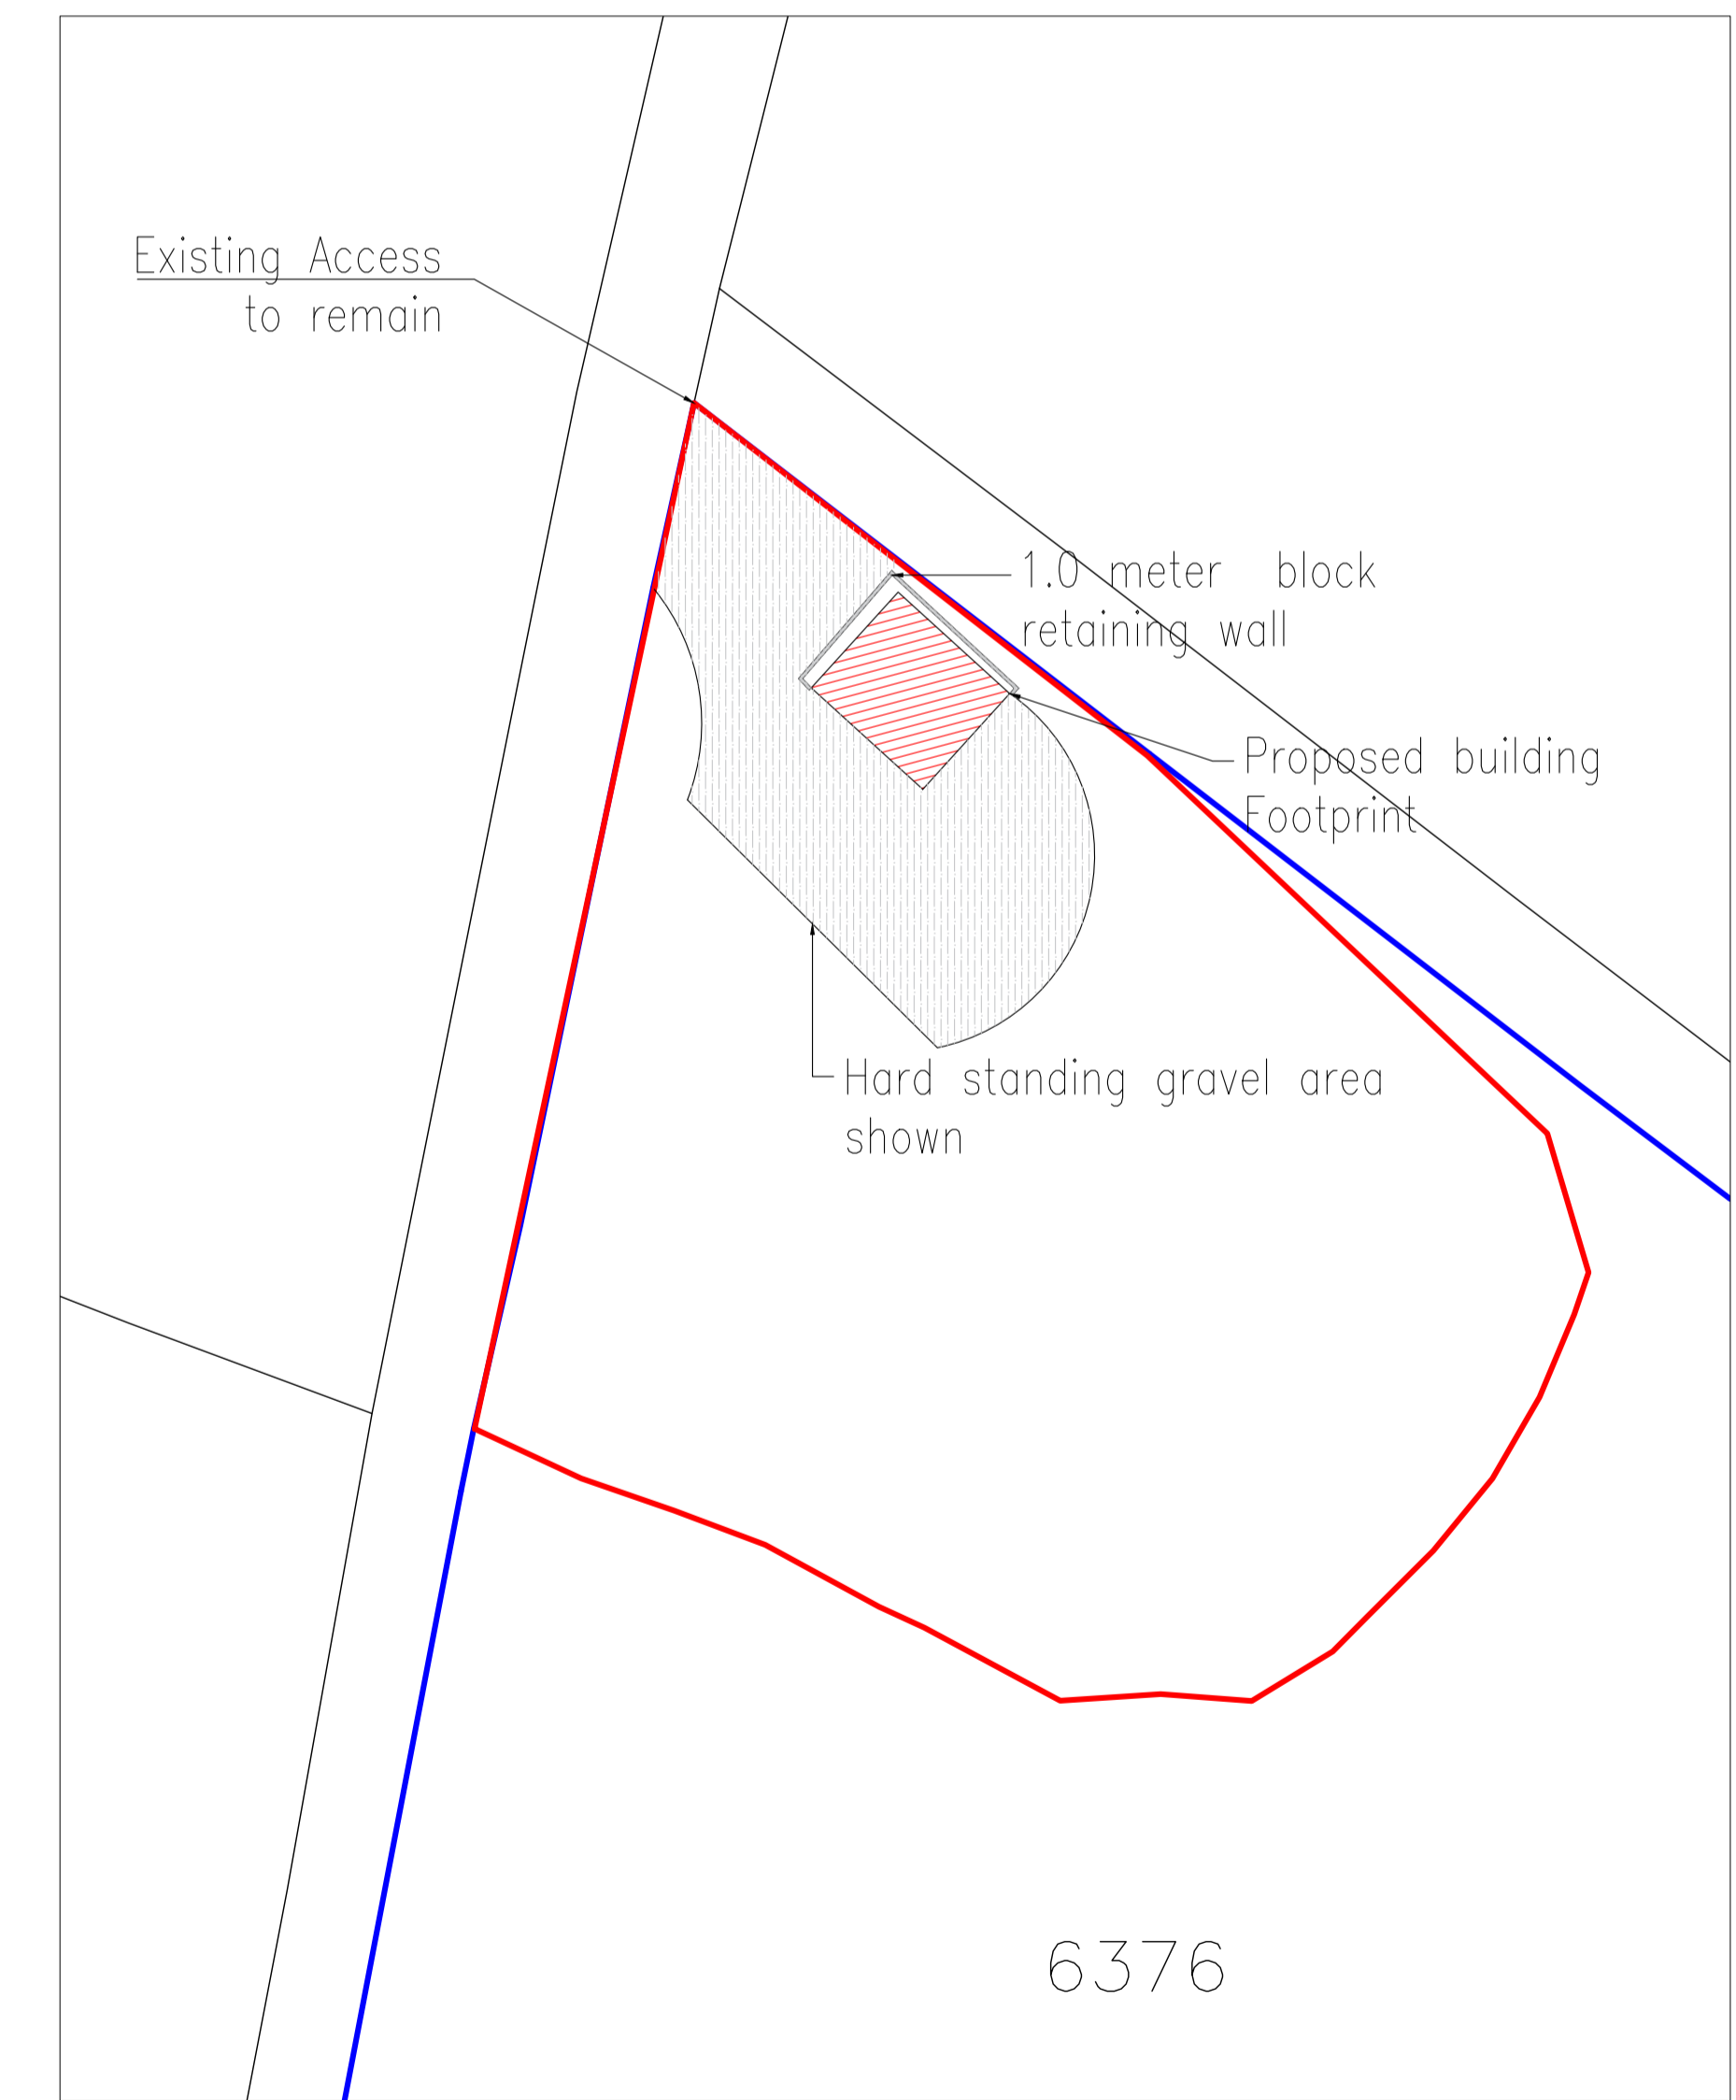 Existing Access
to remain
1.0 meter block
retaining wall
Proposed building
Footprint
Hard standing gravel area
shown
6376